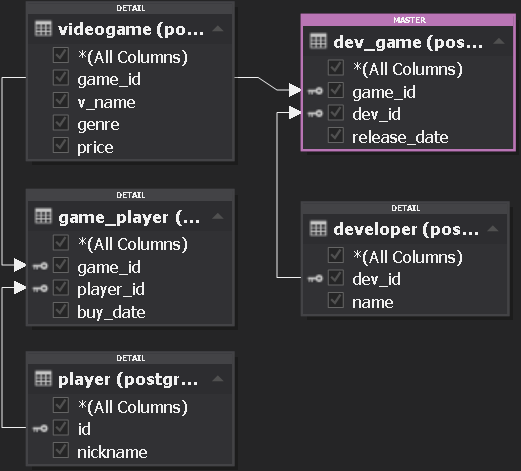 DETAIL
videogame (po...
*(All Columns)
game_id
v_name
genre
price
MASTER
dev_game (pos...
*(All Columns)
game_id
dev_id
release_date
DETAIL
game_player (...
*(All Columns)
game_id
player_id
buy_date
DETAIL
developer (pos...
*(All Columns)
dev_id
name
DETAIL
player (postgr...
*(All Columns)
id
nickname